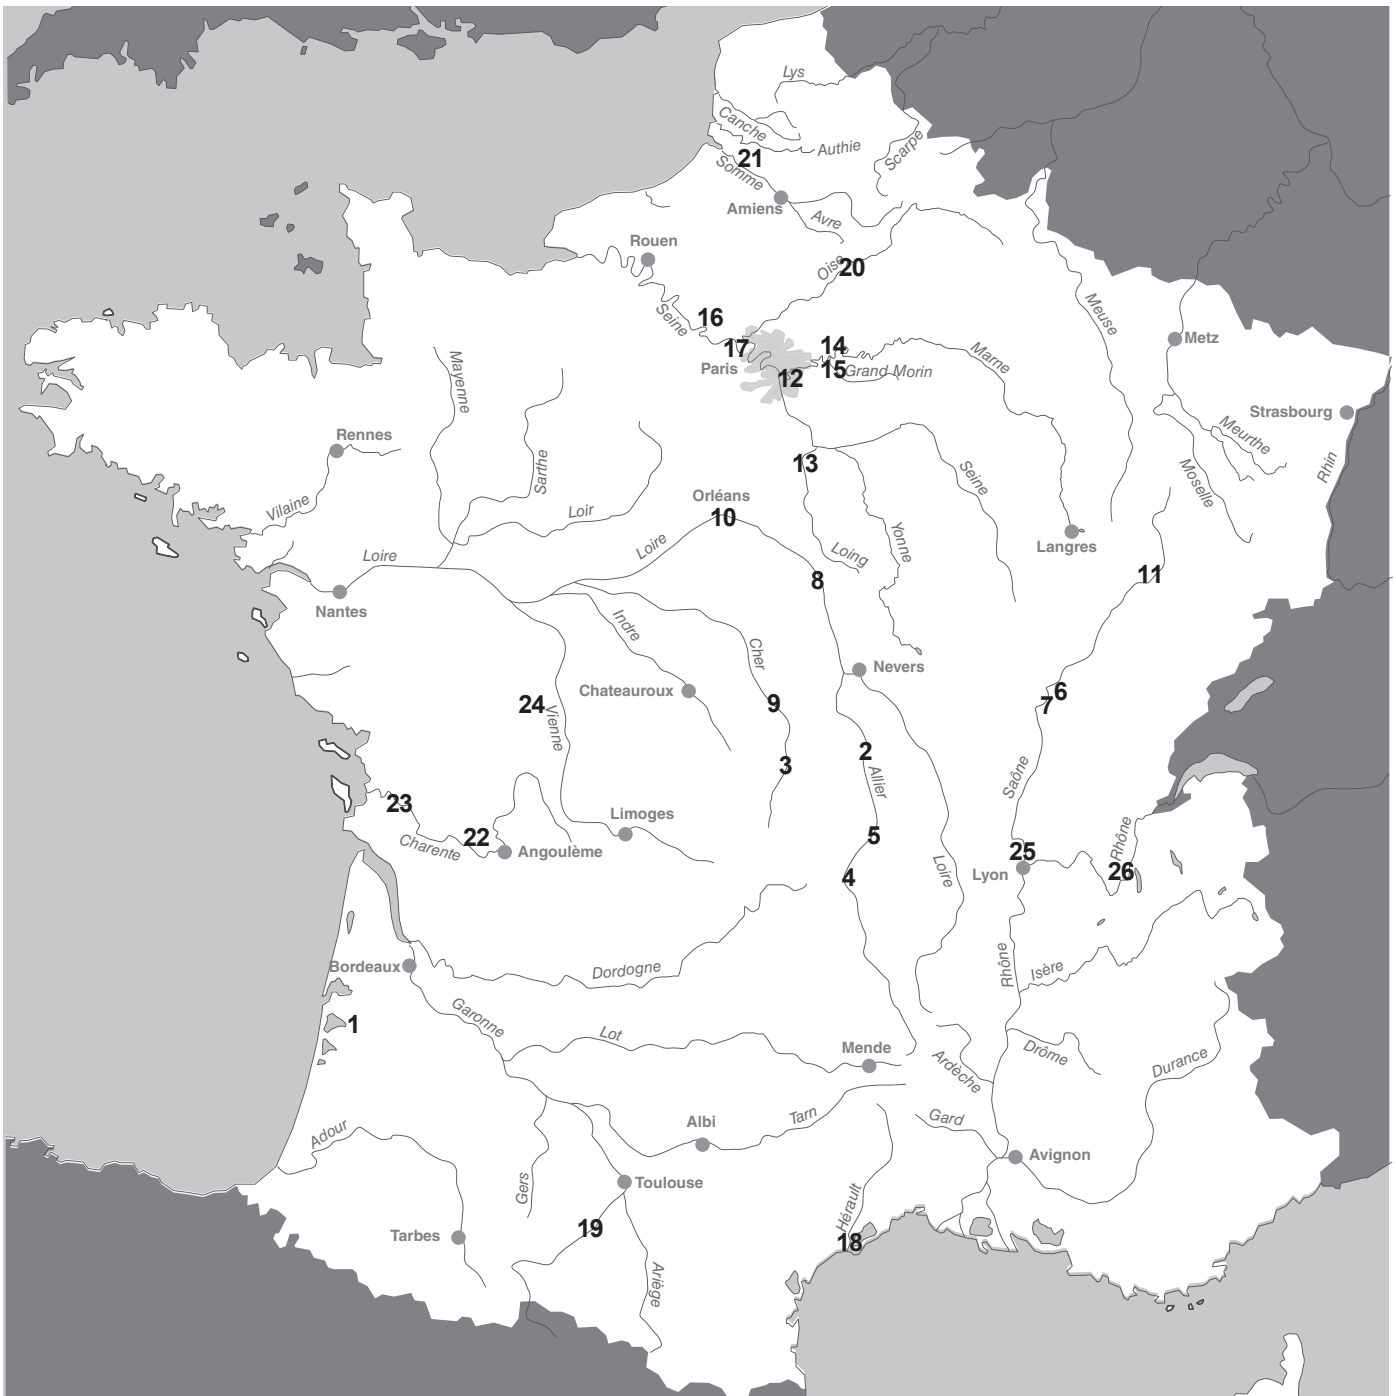 Lys
Canche
Authie
Scarpe
21
Somme
Amiens
Avre
Rouen
Oise
20
Seine
16
17
14
Paris
15
Grand Morin
12
Marne
Meuse
Metz
Mayenne
Strasbourg
Meurthe
Rennes
13
Sarthe
Seine
Moselle
Rhin
Orléans
10
Vilaine
Loir
Yonne
Langres
Loire
Loire
Loing
8
11
Nantes
Indre
Cher
Nevers
Chateauroux
6
7
24
9
Vienne
2
3
Allier
Saône
23
Limoges
Rhône
22
5
Charente
Angoulème
25
Lyon
26
4
Loire
Bordeaux
Dordogne
Rhône
Isère
Garonne
1
Lot
Mende
Drôme
Ardèche
Durance
Adour
Albi
Tarn
Gard
Avignon
Gers
Toulouse
Hérault
Tarbes
19
18
Ariège